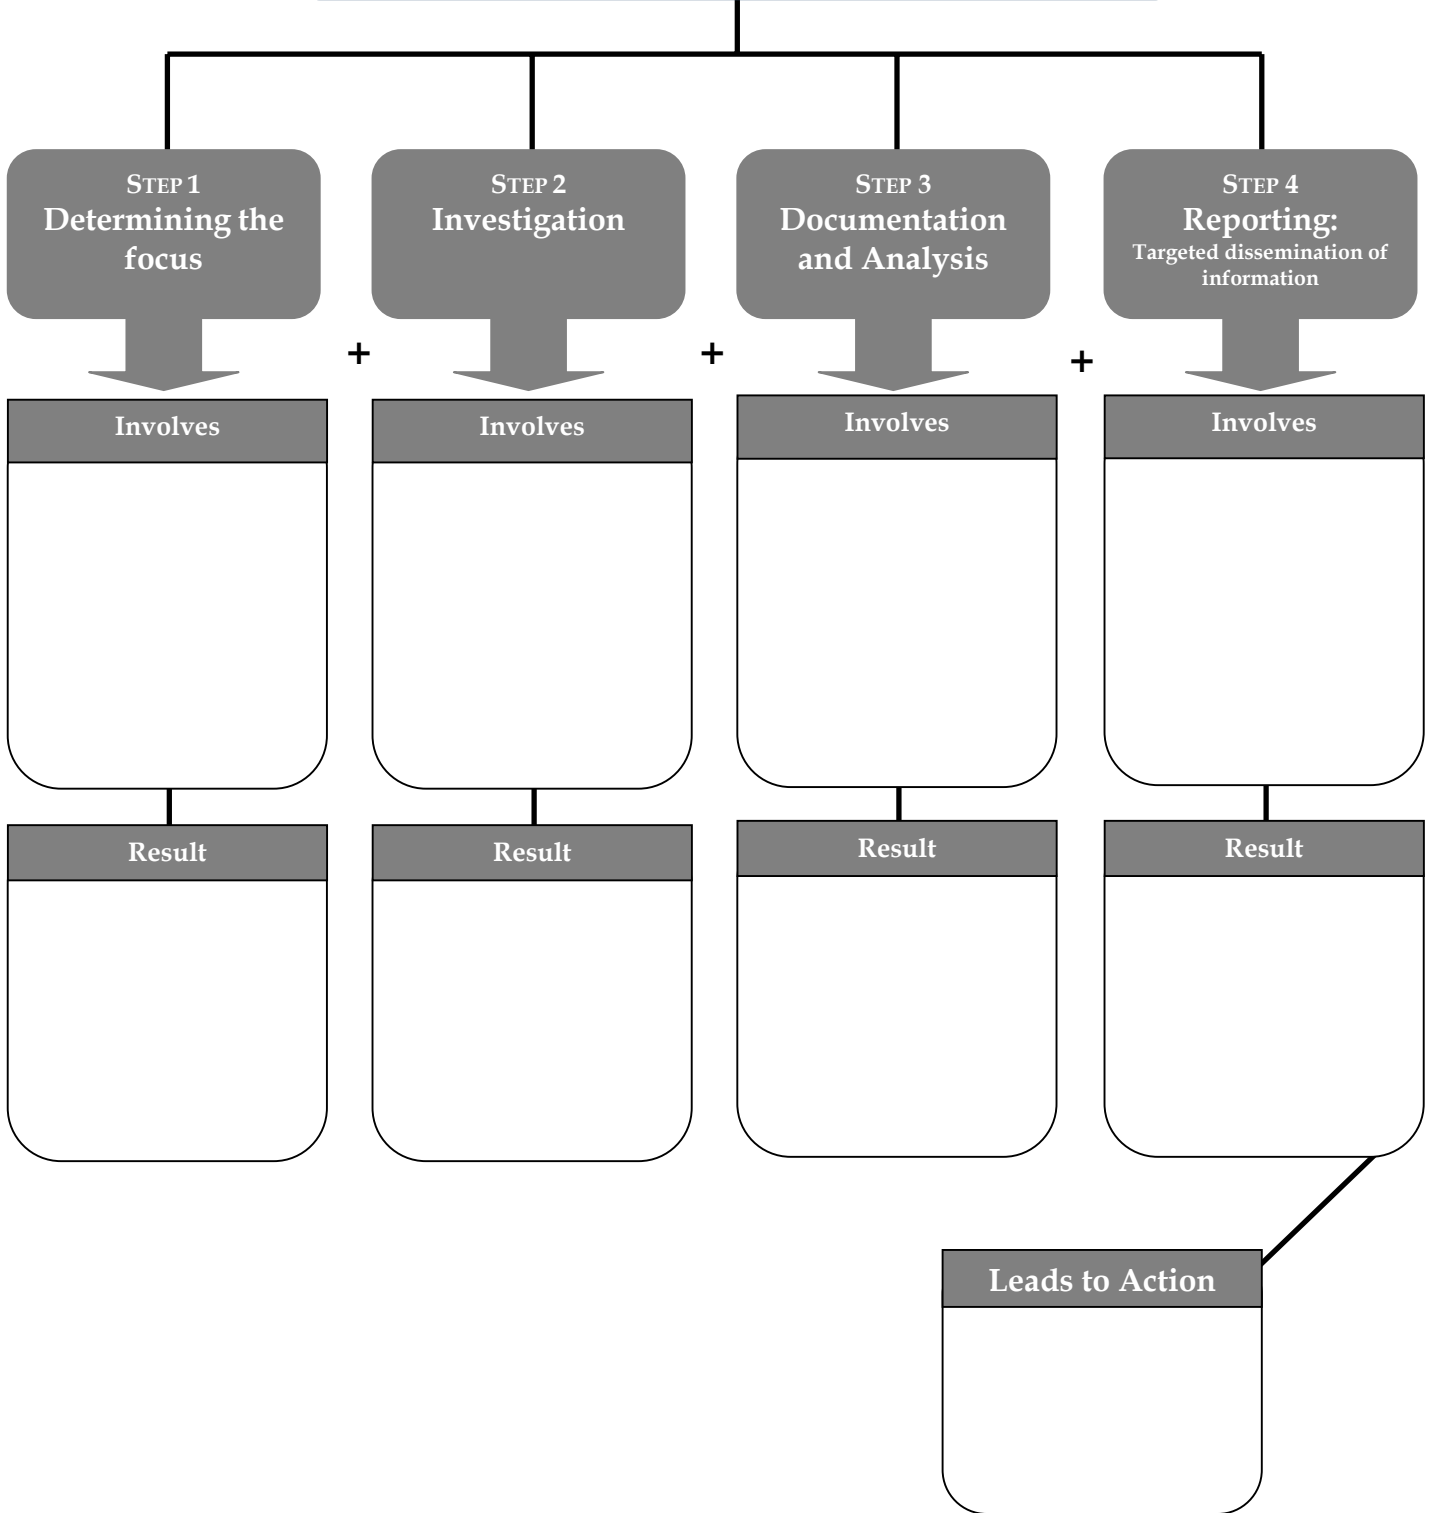 STEP 1
Determining the
focus
STEP 2
Investigation
STEP 3
Documentation
and Analysis
STEP 4
Reporting:
Targeted dissemination of
information
+
+
+
Involves
Involves
Involves
Involves
Result
Result
Result
Result
Leads to Action